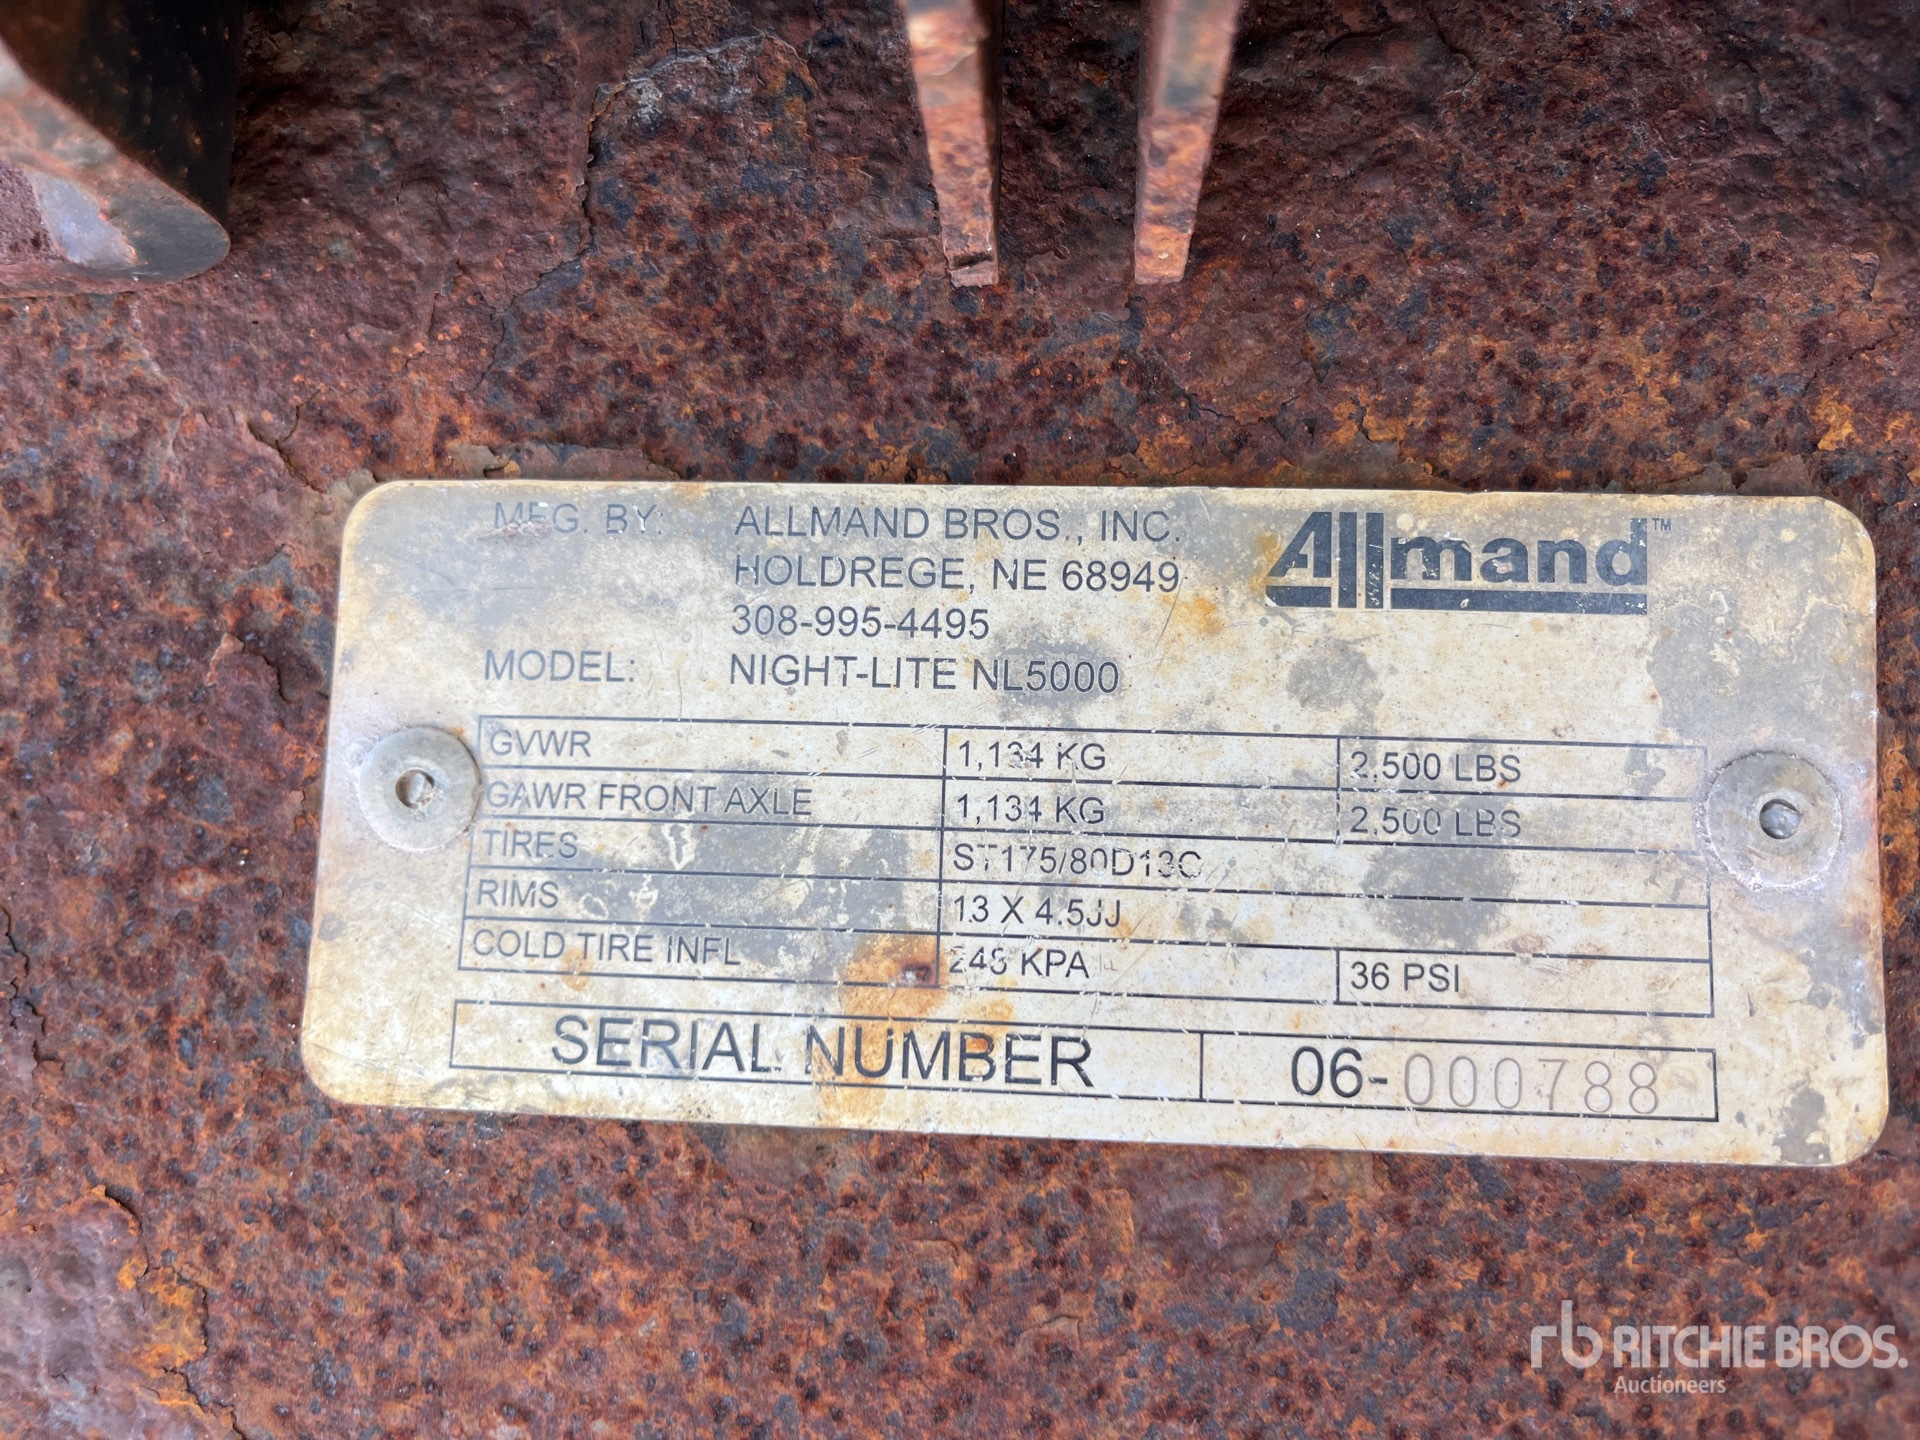 MFG. BY: ALLMAND BROS., INC.
HOLDREGE, NE 68949
308-995-4495
Allmand™
MODEL: NIGHT-LITE NL5000
GVWR 1,134 KG 2,500 LBS
GAWR FRONT AXLE 1,134 KG 2,500 LBS
TIRES ST175/80D13C
RIMS 13 X 4.5JJ
COLD TIRE INFL 248 KPA 36 PSI
SERIAL NUMBER 06-000788
rb RITCHIE BROS.
Auctioneers